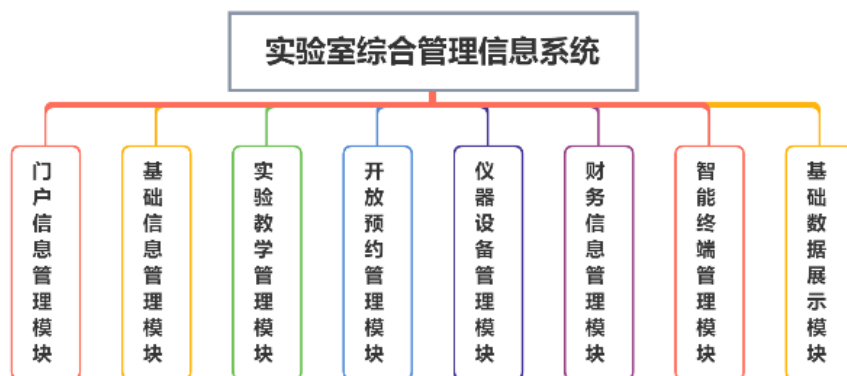 实验室综合管理信息系统
门户信息管理模块
基础信息管理模块
实验教学管理模块
开放预约管理模块
仪器设备管理模块
财务信息管理模块
智能终端管理模块
基础数据展示模块